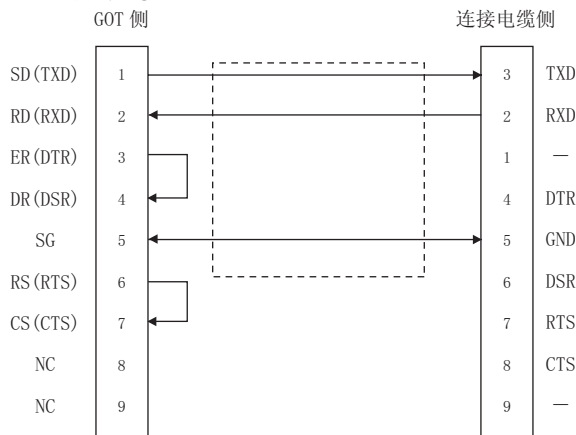 GOT 侧 连接电缆侧
SD(TXD) 1 3 TXD
RD(RXD) 2 2 RXD
ER(DTR) 3 1 —
DR(DSR) 4 4 DTR
SG 5 5 GND
RS(RTS) 6 6 DSR
CS(CTS) 7 7 RTS
NC 8 8 CTS
NC 9 9 —